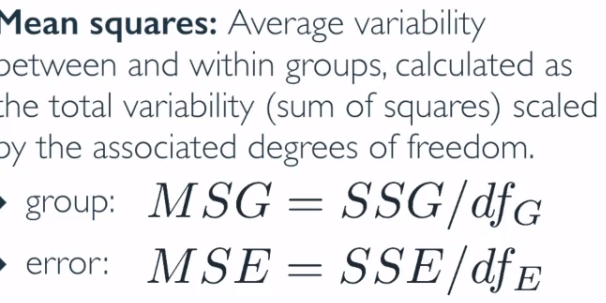 Mean squares: Average variability
between and within groups, calculated as
the total variability (sum of squares) scaled
by the associated degrees of freedom.
group: MSG = SSG/df_G
error: MSE = SSE/df_E